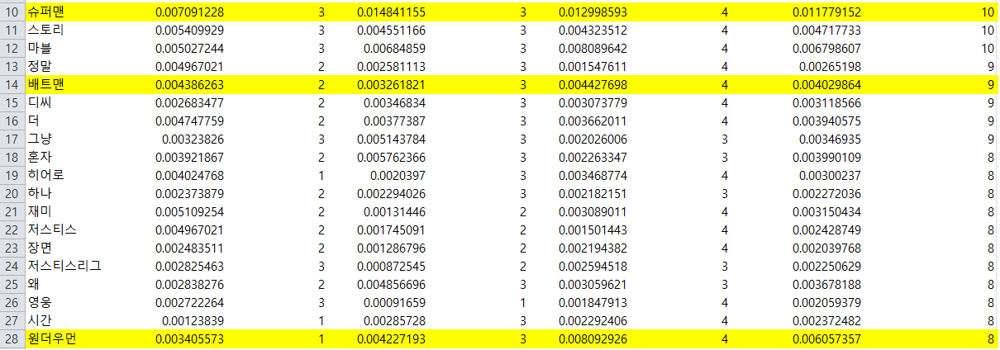 10 슈퍼맨 0.007091228 3 0.014841155 3 0.012998593 4 0.011779152 10
11 스토리 0.005409929 3 0.004551166 3 0.004323512 4 0.004717733 10
12 마블 0.005027244 3 0.00684859 3 0.008089642 4 0.006798607 10
13 정말 0.004967021 2 0.002581113 3 0.001547611 4 0.00265198 9
14 배트맨 0.004386263 2 0.003261821 3 0.004427698 4 0.004029864 9
15 디씨 0.002683477 2 0.00346834 3 0.003073779 4 0.003118566 9
16 더 0.004747759 2 0.00377387 3 0.003662011 4 0.003940575 9
17 그냥 0.00323826 3 0.005143784 3 0.002026006 3 0.00346935 9
18 혼자 0.003921867 2 0.005762366 3 0.002263347 3 0.003990109 8
19 히어로 0.004024768 1 0.0020397 3 0.003468774 4 0.00300237 8
20 하나 0.002373879 2 0.002294026 3 0.002182151 3 0.002272036 8
21 재미 0.005109254 2 0.00131446 2 0.003089011 4 0.003150434 8
22 저스티스 0.004967021 2 0.001745091 2 0.001501443 4 0.002428749 8
23 장면 0.002483511 2 0.001286796 2 0.002194382 4 0.002039768 8
24 저스티스리그 0.002825463 3 0.000872545 2 0.002594518 3 0.002250629 8
25 왜 0.002838276 2 0.004856696 3 0.003059621 3 0.003678188 8
26 영웅 0.002722264 3 0.00091659 1 0.001847913 4 0.002059379 8
27 시간 0.00123839 1 0.00285728 3 0.002292406 4 0.002372482 8
28 원더우먼 0.003405573 1 0.004227193 3 0.008092926 4 0.006057357 8